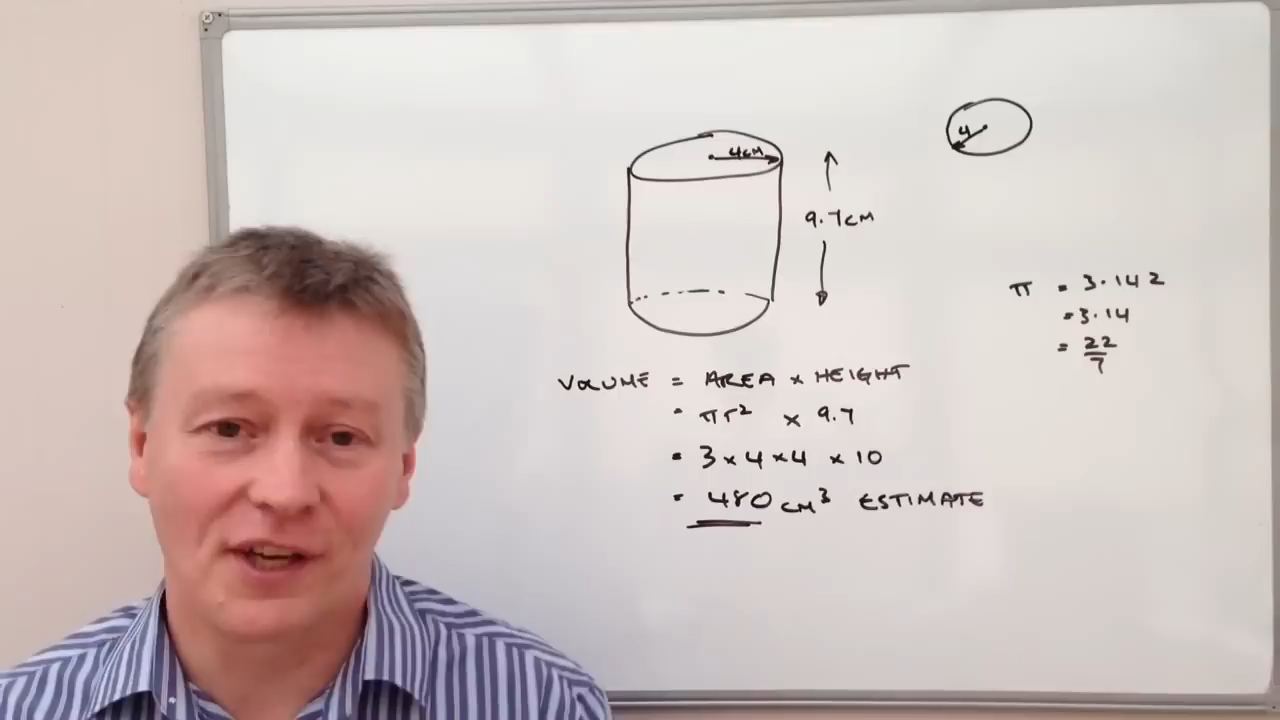 4
4cm
9.7cm
π = 3.142
= 3.14
= 22/7
VOLUME = AREA × HEIGHT
= πr² × 9.7
= 3 × 4 × 4 × 10
= 480 cm³ ESTIMATE